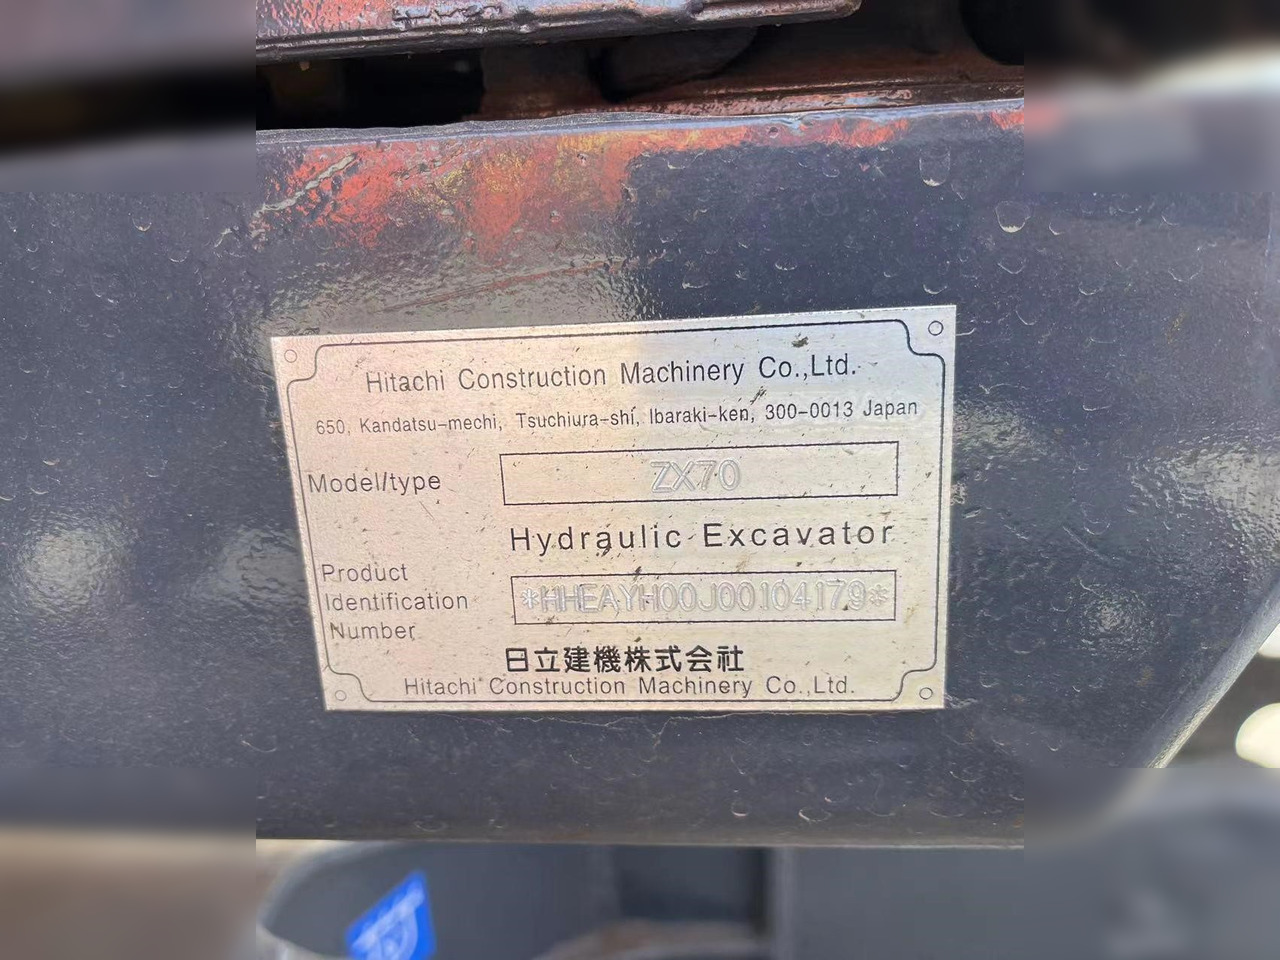 Hitachi Construction Machinery Co.,Ltd.
650, Kandatsu-mechi, Tsuchiura-shi, Ibaraki-ken, 300-0013 Japan
Model/type ZX70
Hydraulic Excavator
Product Identification Number *HHEAYH00J00104179*
日立建機株式会社
Hitachi Construction Machinery Co.,Ltd.